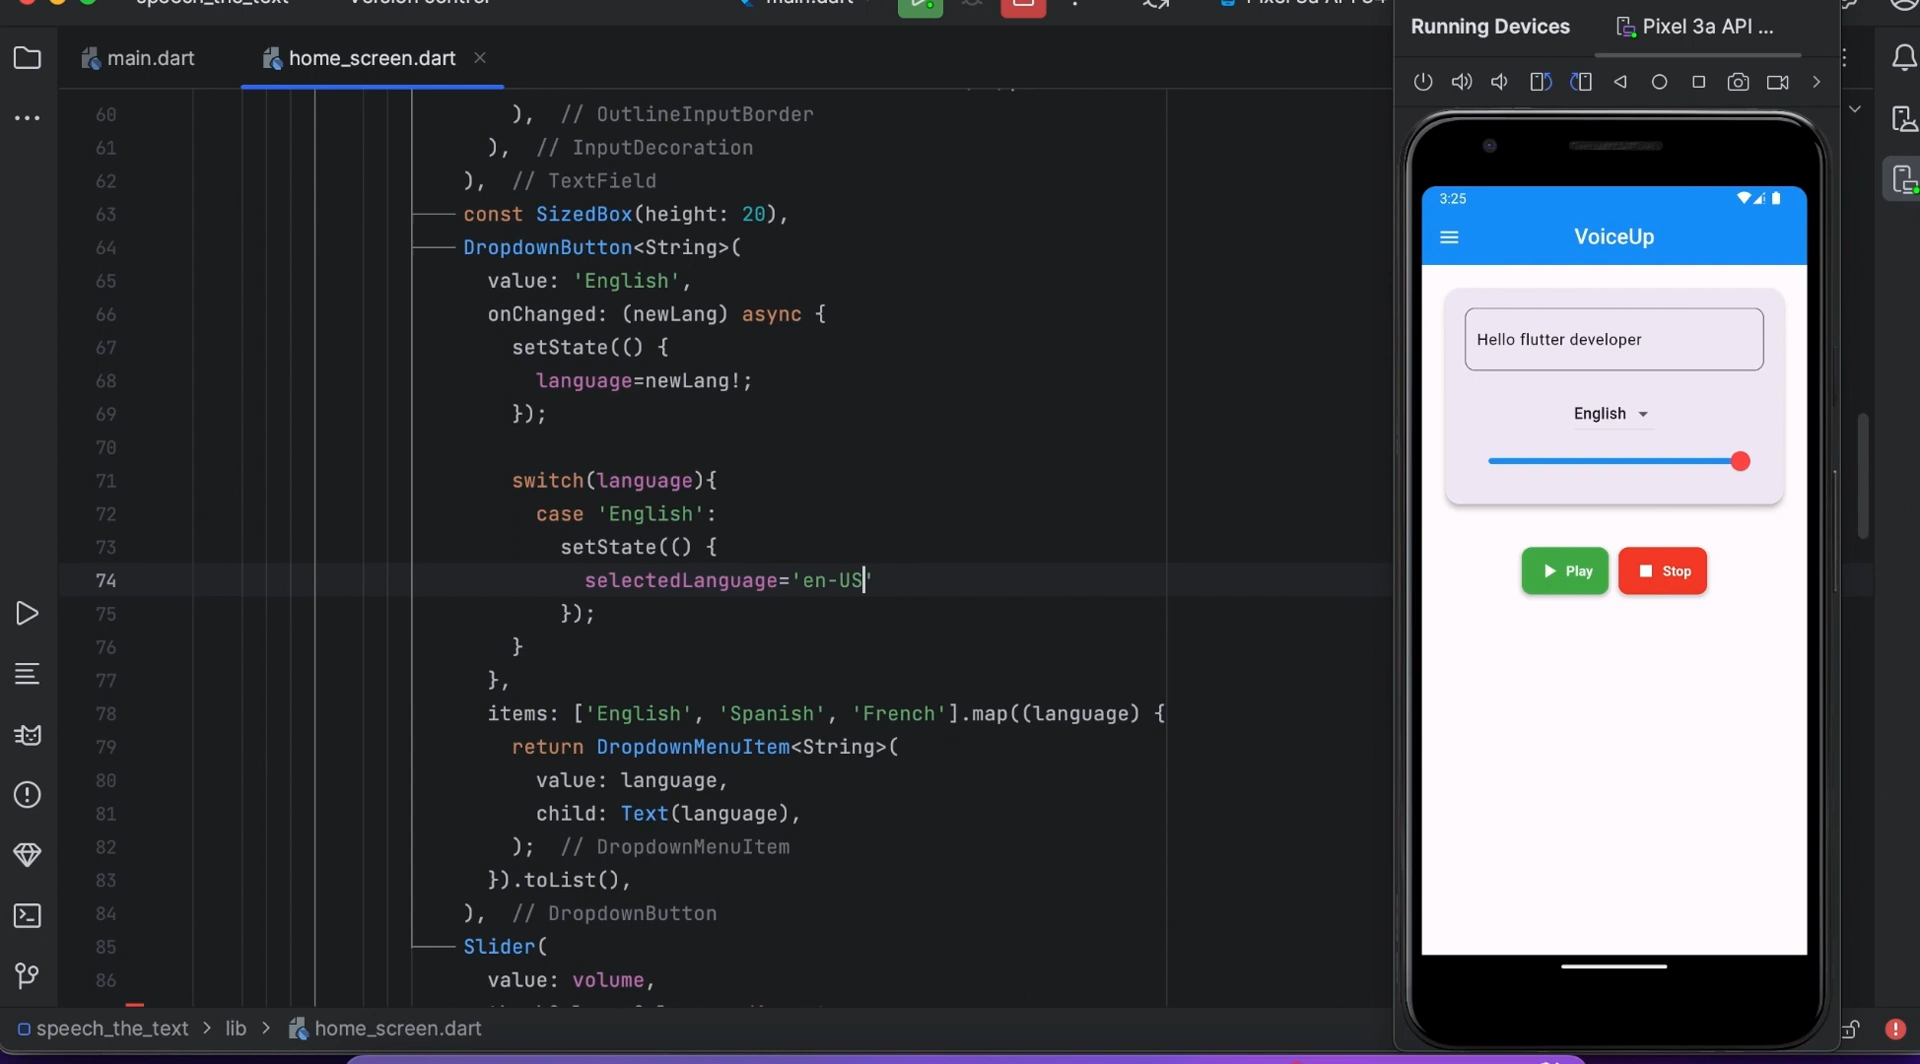 main.dart
home_screen.dart
Running Devices
Pixel 3a API ...
60 ), // OutlineInputBorder
61 ), // InputDecoration
62 ), // TextField
63 const SizedBox(height: 20),
64 DropdownButton<String>(
65 value: 'English',
66 onChanged: (newLang) async {
67 setState(() {
68 language=newLang!;
69 });
70
71 switch(language){
72 case 'English':
73 setState(() {
74 selectedLanguage='en-US'
75 });
76 }
77 },
78 items: ['English', 'Spanish', 'French'].map((language) {
79 return DropdownMenuItem<String>(
80 value: language,
81 child: Text(language),
82 ); // DropdownMenuItem
83 }).toList(),
84 ), // DropdownButton
85 Slider(
86 value: volume,
3:25
VoiceUp
Hello flutter developer
English
Play
Stop
speech_the_text > lib > home_screen.dart